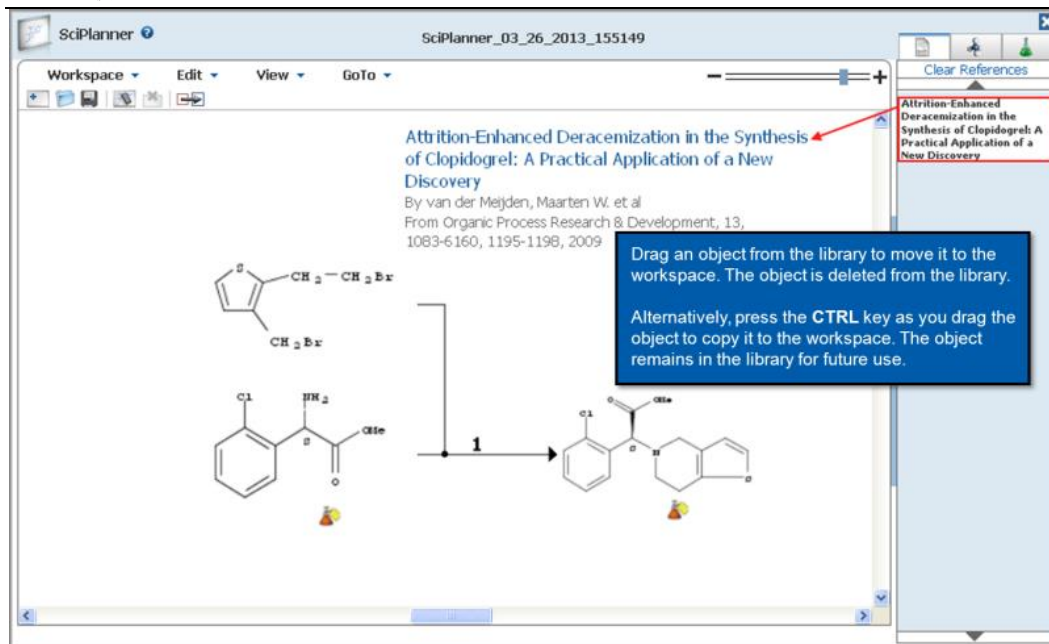 SciPlanner ?
SciPlanner_03_26_2013_155149
Workspace Edit View GoTo
Clear References
Attrition-Enhanced
Deracemization in the
Synthesis of Clopidogrel: A
Practical Application of a
New Discovery
Attrition-Enhanced Deracemization in the Synthesis
of Clopidogrel: A Practical Application of a New
Discovery
By van der Meijden, Maarten W. et al
From Organic Process Research & Development, 13,
1083-6160, 1195-1198, 2009
Drag an object from the library to move it to the
workspace. The object is deleted from the library.
Alternatively, press the CTRL key as you drag the
object to copy it to the workspace. The object
remains in the library for future use.
S
CH2—CH2Br
CH2Br
Cl NH2
OMe
S
O
1
O OMe
Cl
S N
S